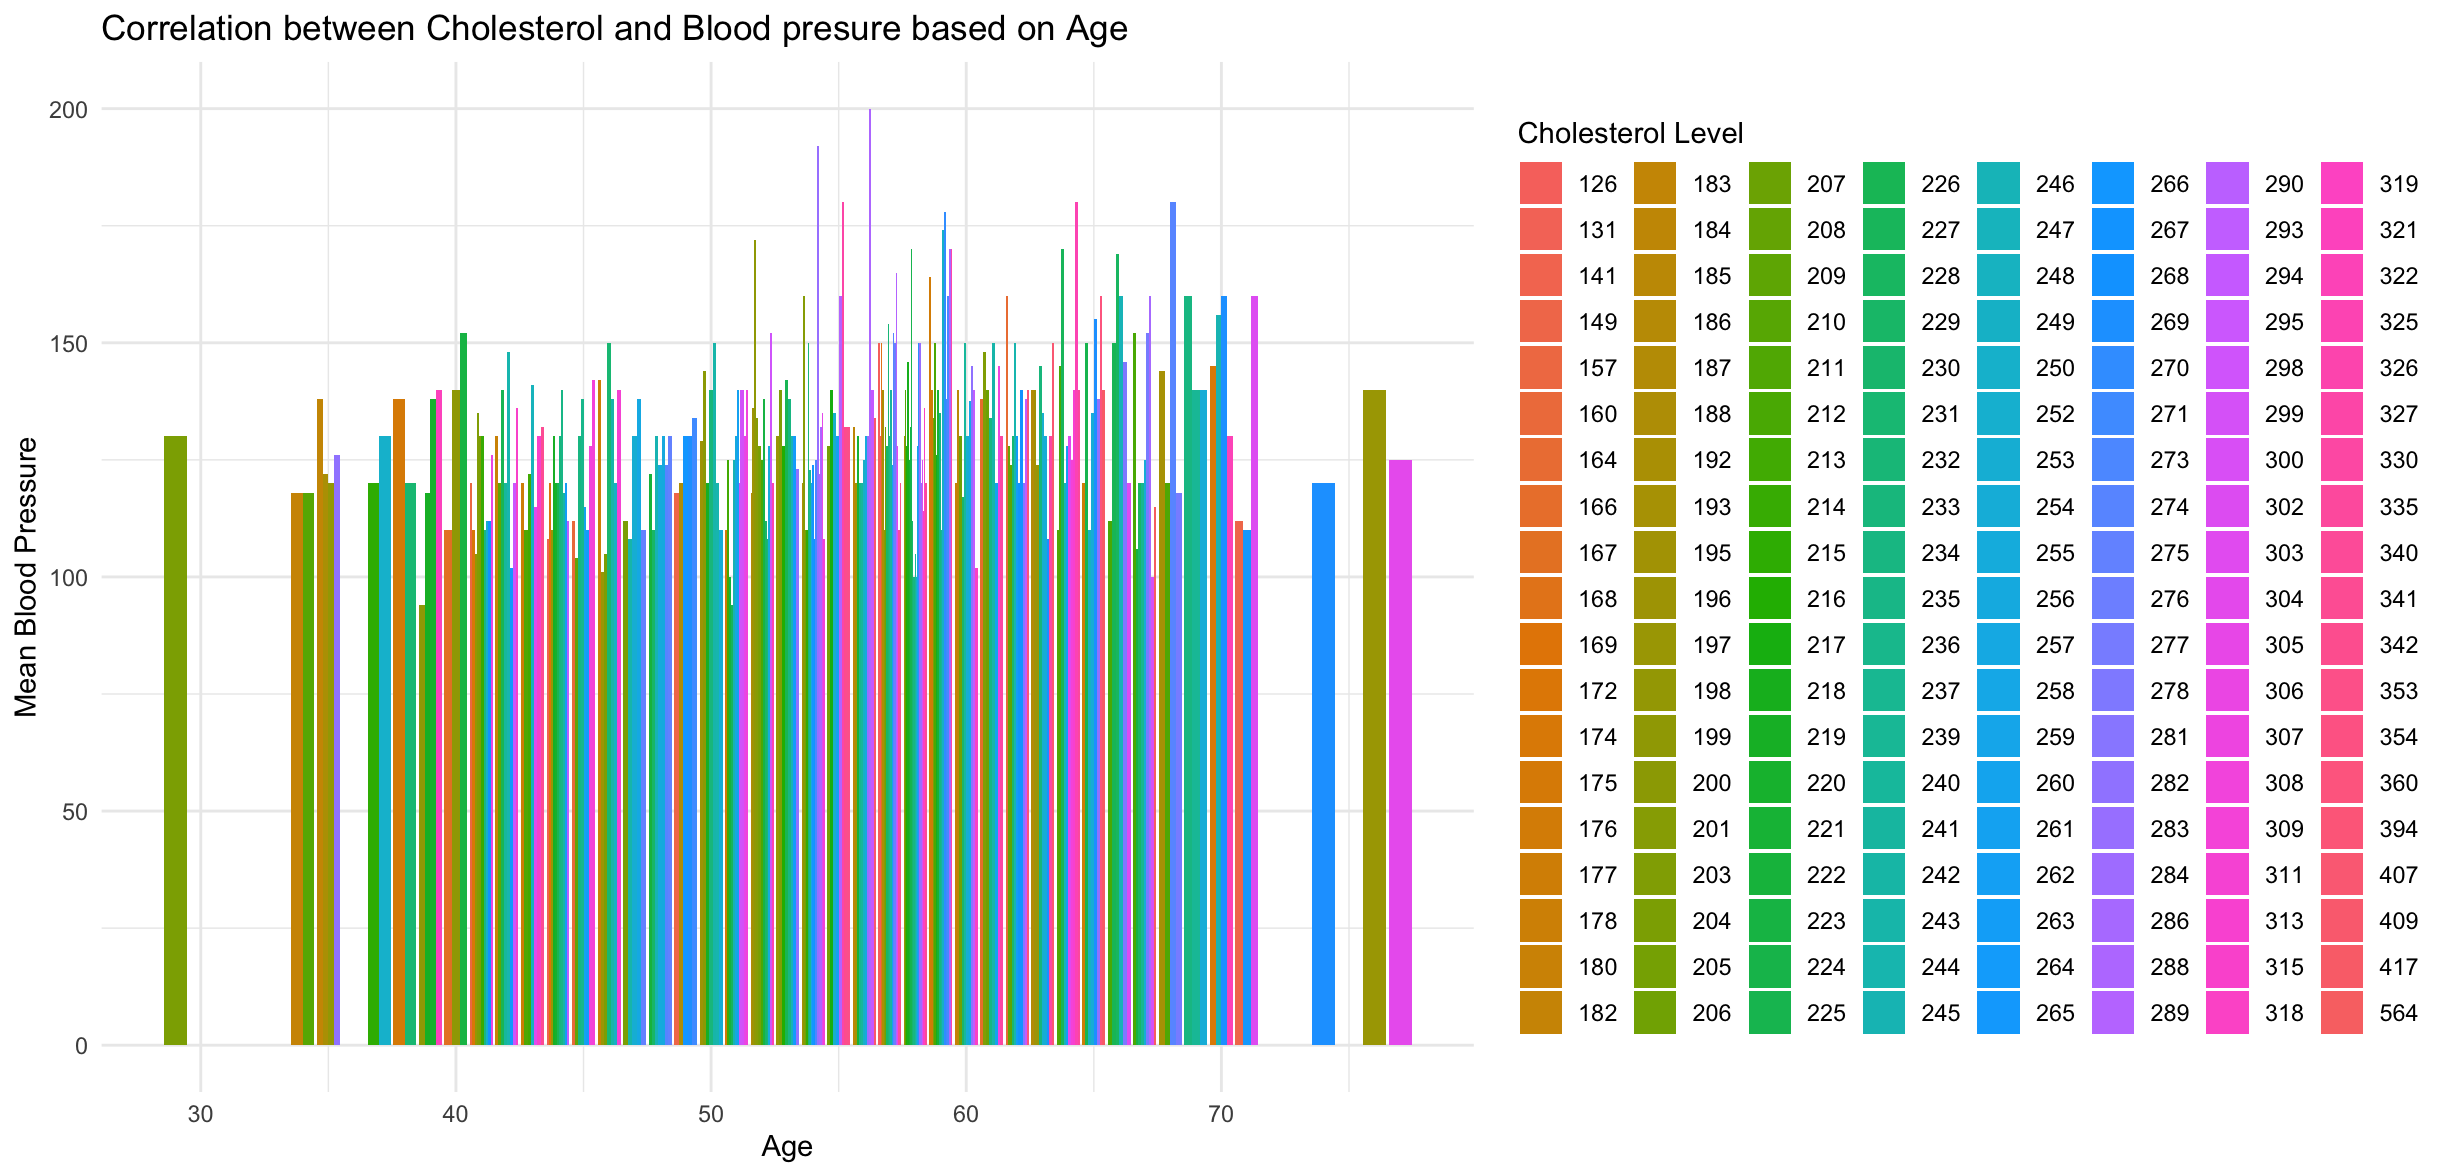 Correlation between Cholesterol and Blood presure based on Age
200
150
100
50
0
Mean Blood Pressure
30 40 50 60 70
Age
Cholesterol Level
126 183 207 226 246 266 290 319
131 184 208 227 247 267 293 321
141 185 209 228 248 268 294 322
149 186 210 229 249 269 295 325
157 187 211 230 250 270 298 326
160 188 212 231 252 271 299 327
164 192 213 232 253 273 300 330
166 193 214 233 254 274 302 335
167 195 215 234 255 275 303 340
168 196 216 235 256 276 304 341
169 197 217 236 257 277 305 342
172 198 218 237 258 278 306 353
174 199 219 239 259 281 307 354
175 200 220 240 260 282 308 360
176 201 221 241 261 283 309 394
177 203 222 242 262 284 311 407
178 204 223 243 263 286 313 409
180 205 224 244 264 288 315 417
182 206 225 245 265 289 318 564